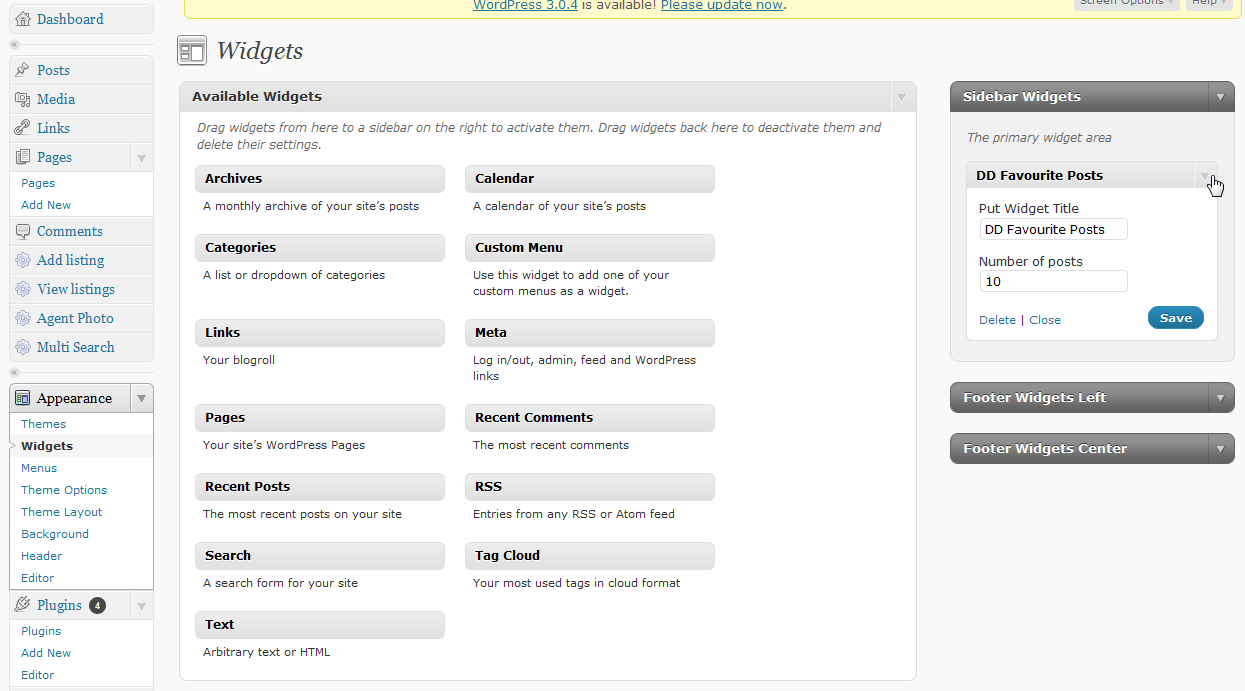 WordPress 3.0.4 is available! Please update now.
Screen Options
Help
Dashboard
Posts
Media
Links
Pages
Pages
Add New
Comments
Add listing
View listings
Agent Photo
Multi Search
Appearance
Themes
Widgets
Menus
Theme Options
Theme Layout
Background
Header
Editor
Plugins 4
Plugins
Add New
Editor
Widgets
Available Widgets
Drag widgets from here to a sidebar on the right to activate them. Drag widgets back here to deactivate them and
delete their settings.
Archives
A monthly archive of your site's posts
Calendar
A calendar of your site's posts
Categories
A list or dropdown of categories
Custom Menu
Use this widget to add one of your
custom menus as a widget.
Links
Your blogroll
Meta
Log in/out, admin, feed and WordPress
links
Pages
Your site's WordPress Pages
Recent Comments
The most recent comments
Recent Posts
The most recent posts on your site
RSS
Entries from any RSS or Atom feed
Search
A search form for your site
Tag Cloud
Your most used tags in cloud format
Text
Arbitrary text or HTML
Sidebar Widgets
The primary widget area
DD Favourite Posts
Put Widget Title
DD Favourite Posts
Number of posts
10
Delete | Close
Save
Footer Widgets Left
Footer Widgets Center